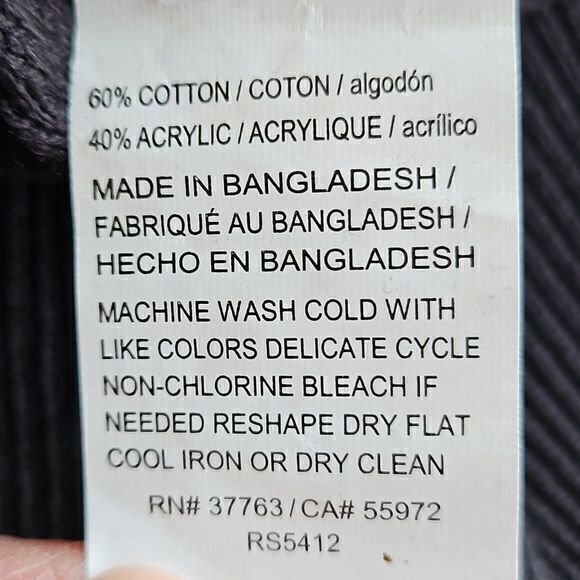 60% COTTON / COTON / algodón
40% ACRYLIC / ACRYLIQUE / acrílico
MADE IN BANGLADESH /
FABRIQUÉ AU BANGLADESH /
HECHO EN BANGLADESH
MACHINE WASH COLD WITH
LIKE COLORS DELICATE CYCLE
NON-CHLORINE BLEACH IF
NEEDED RESHAPE DRY FLAT
COOL IRON OR DRY CLEAN
RN# 37763 / CA# 55972
RS5412